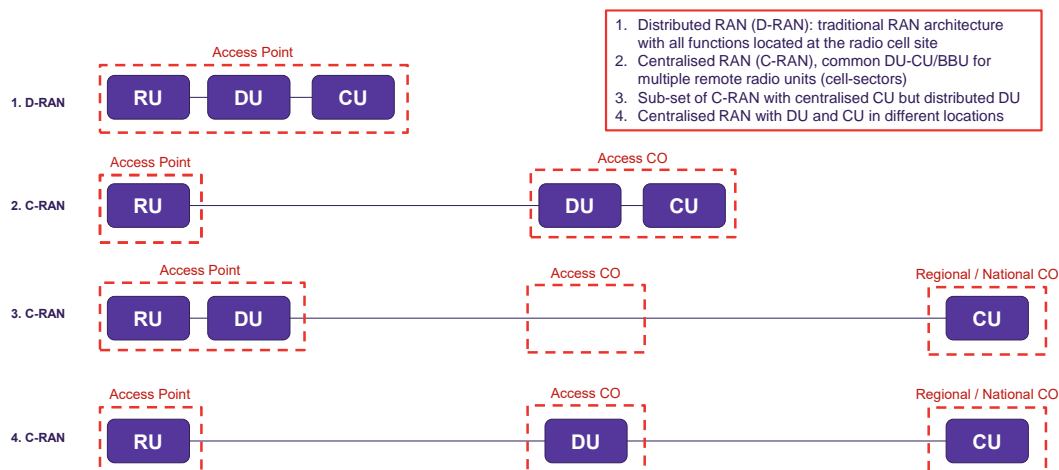 1. Distributed RAN (D-RAN): traditional RAN architecture
with all functions located at the radio cell site
2. Centralised RAN (C-RAN), common DU-CU/BBU for
multiple remote radio units (cell-sectors)
3. Sub-set of C-RAN with centralised CU but distributed DU
4. Centralised RAN with DU and CU in different locations
Access Point
1. D-RAN
RU
DU
CU
Access Point
Access CO
2. C-RAN
RU
DU
CU
Access Point
Access CO
Regional / National CO
3. C-RAN
RU
DU
CU
Access Point
Access CO
Regional / National CO
4. C-RAN
RU
DU
CU